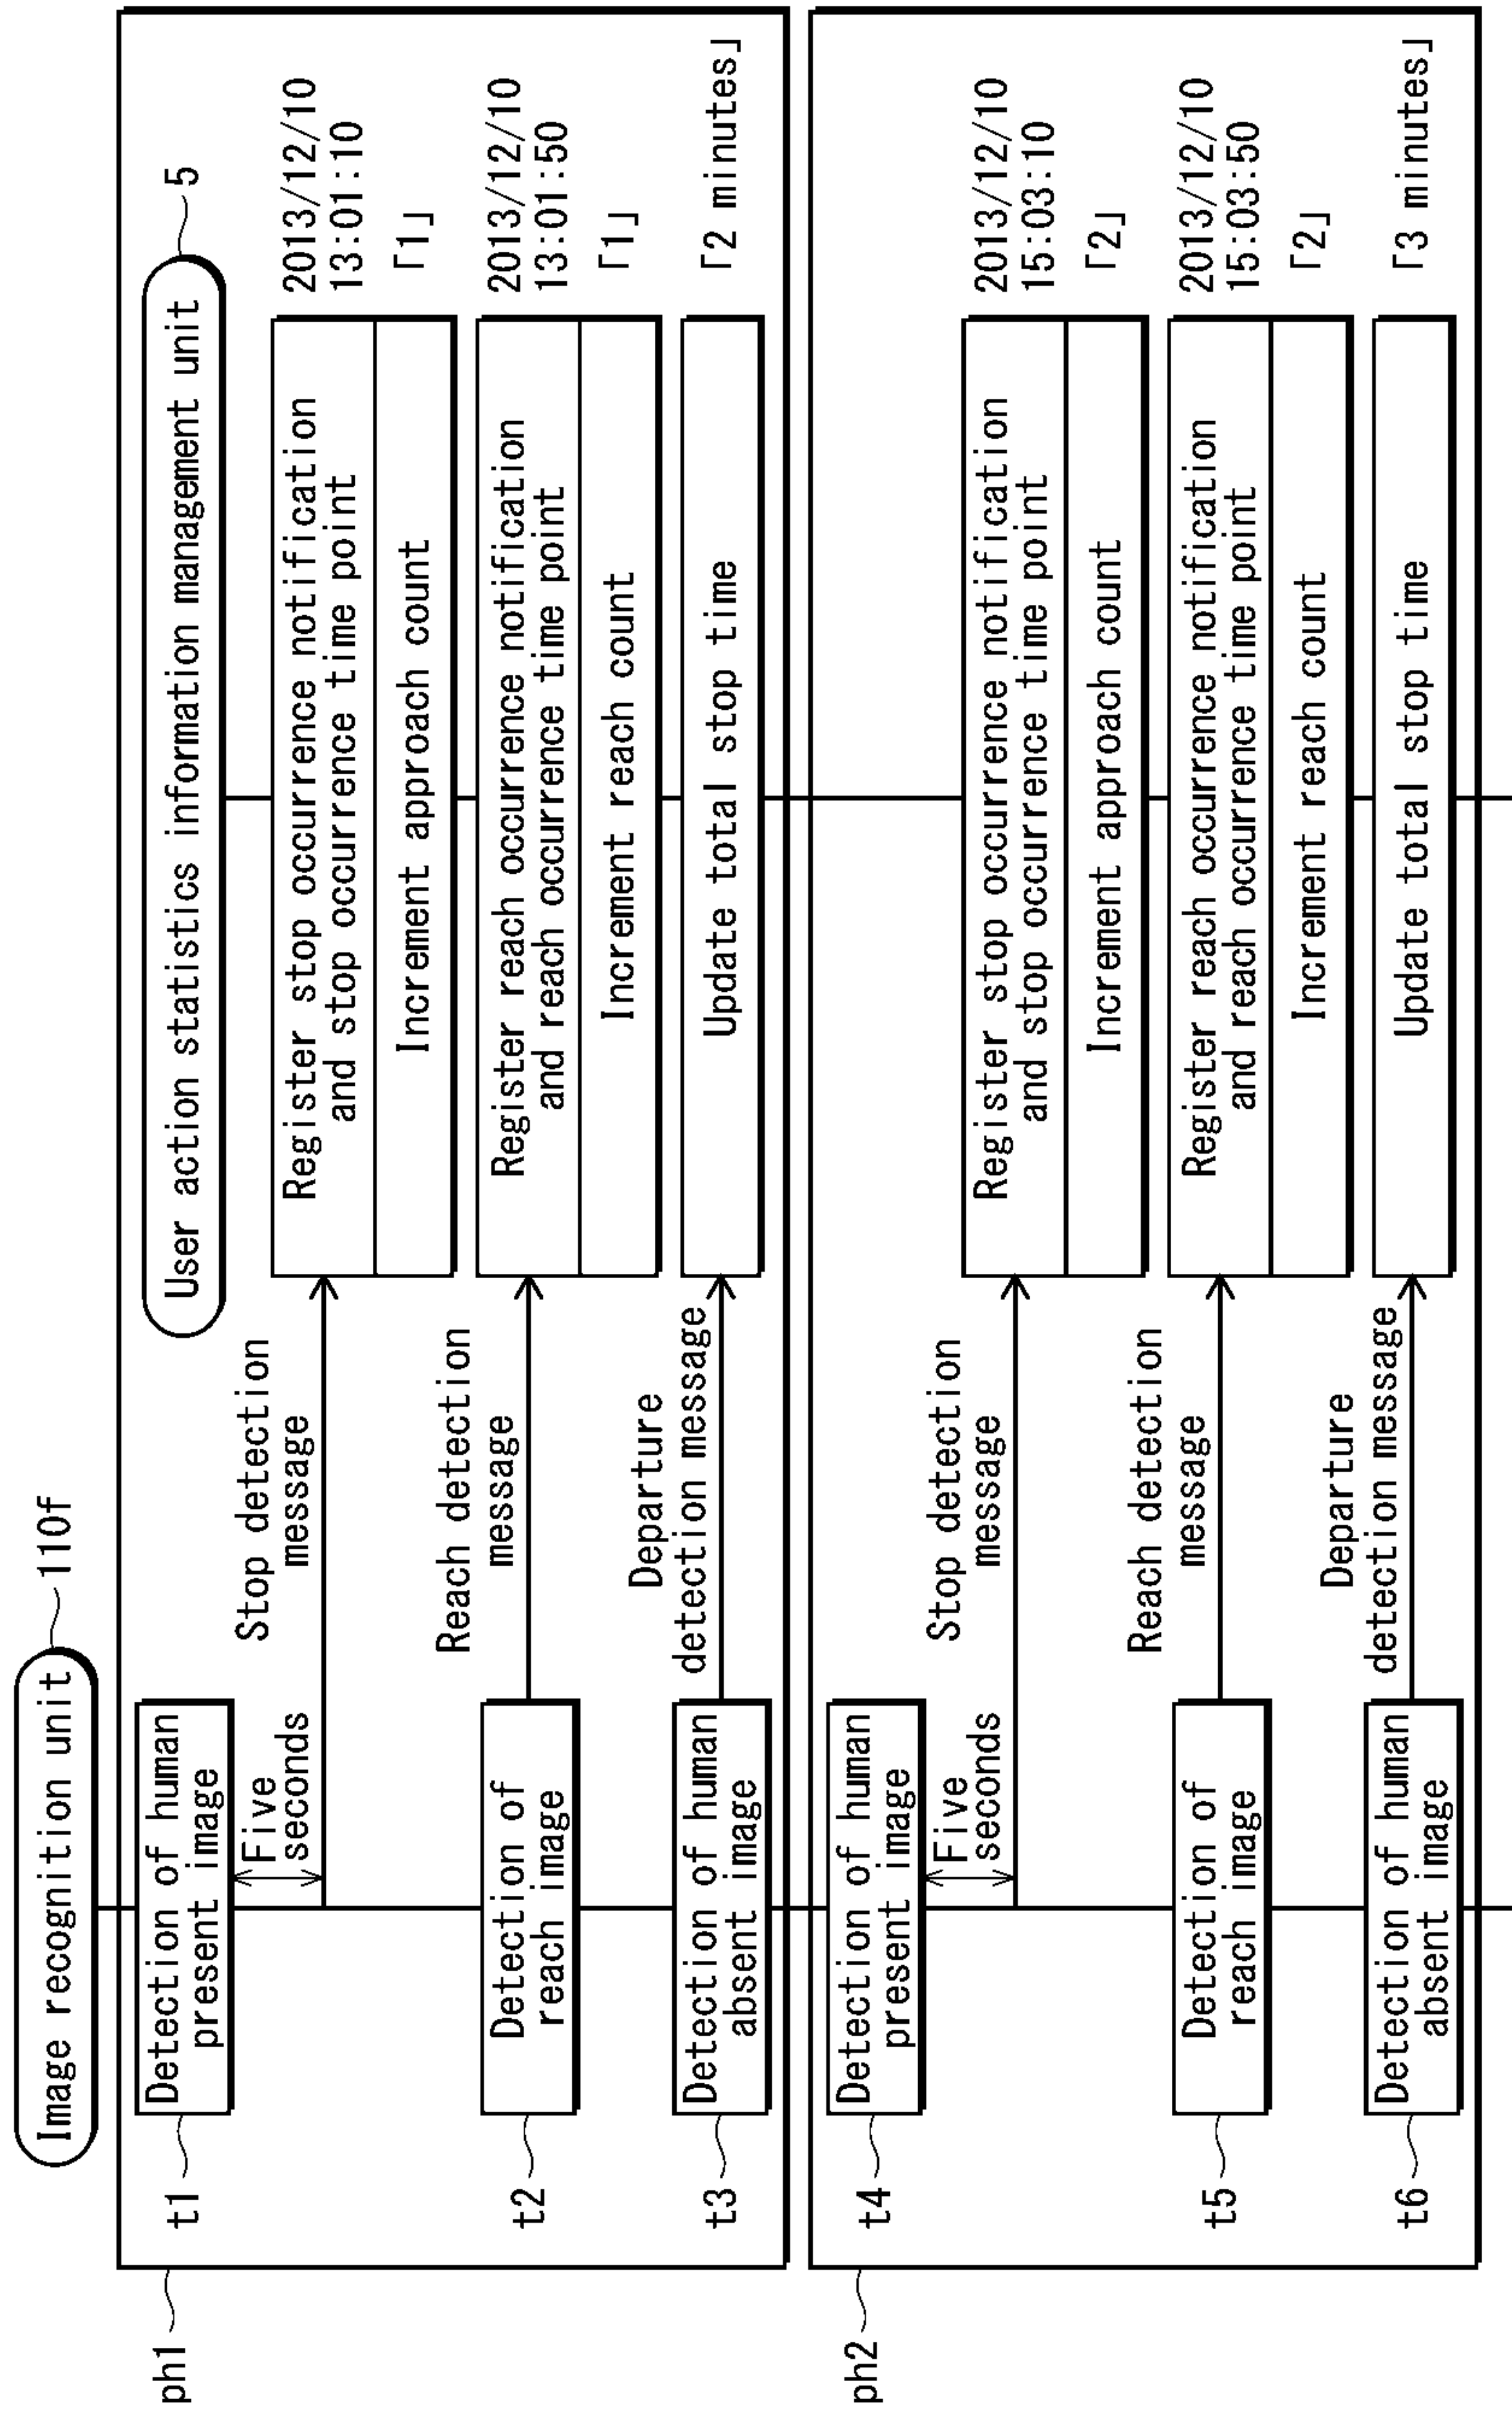 Image recognition unit
110f
User action statistics information management unit
5
ph1
t1
Detection of human
present image
Five
seconds
Stop detection
message
Register stop occurrence notification
and stop occurrence time point
2013/12/10
13:01:10
Increment approach count
「1」
t2
Detection of
reach image
Reach detection
message
Register reach occurrence notification
and reach occurrence time point
2013/12/10
13:01:50
Increment reach count
「1」
t3
Detection of human
absent image
Departure
detection message
Update total stop time
「2 minutes」
ph2
t4
Detection of human
present image
Five
seconds
Stop detection
message
Register stop occurrence notification
and stop occurrence time point
2013/12/10
15:03:10
Increment approach count
「2」
t5
Detection of
reach image
Reach detection
message
Register reach occurrence notification
and reach occurrence time point
2013/12/10
15:03:50
Increment reach count
「2」
t6
Detection of human
absent image
Departure
detection message
Update total stop time
「3 minutes」